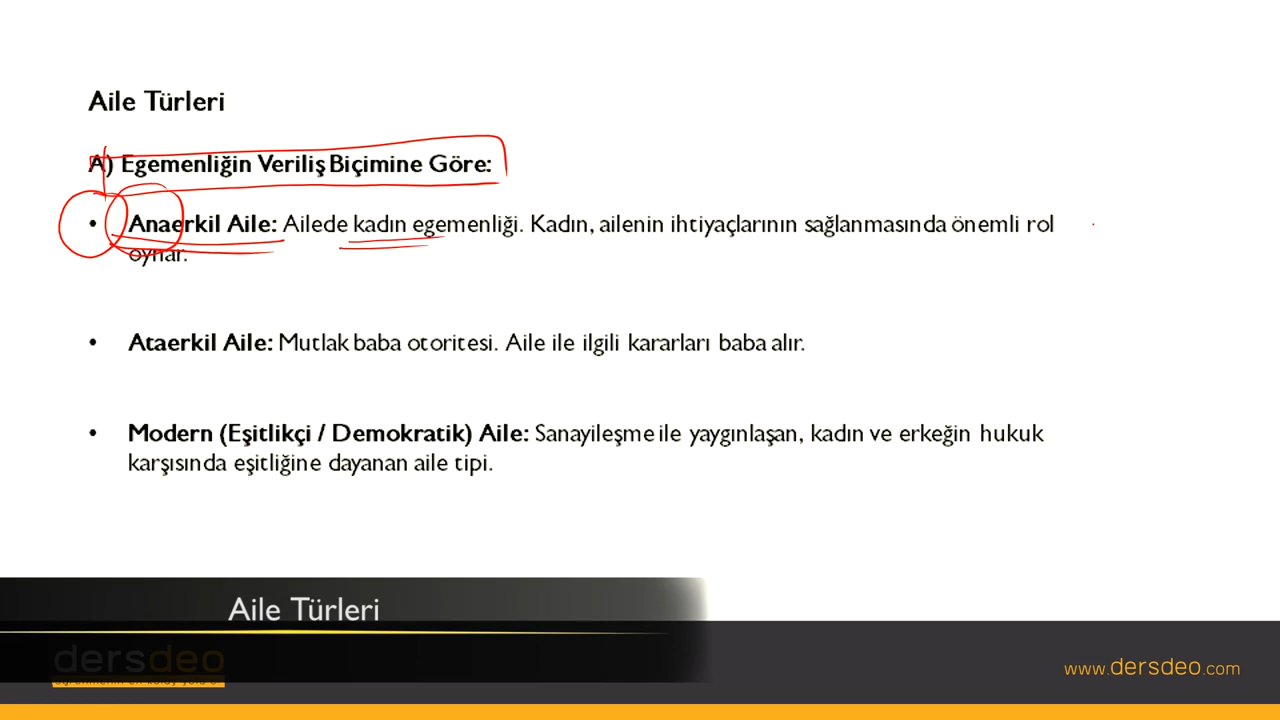 Aile Türleri
A) Egemenliğin Veriliş Biçimine Göre:
• Anaerkil Aile: Ailede kadın egemenliği. Kadın, ailenin ihtiyaçlarının sağlanmasında önemli rol
oynar.
• Ataerkil Aile: Mutlak baba otoritesi. Aile ile ilgili kararları baba alır.
• Modern (Eşitlikçi / Demokratik) Aile: Sanayileşme ile yaygınlaşan, kadın ve erkeğin hukuk
karşısında eşitliğine dayanan aile tipi.
Aile Türleri
dersdeo
www.dersdeo.com